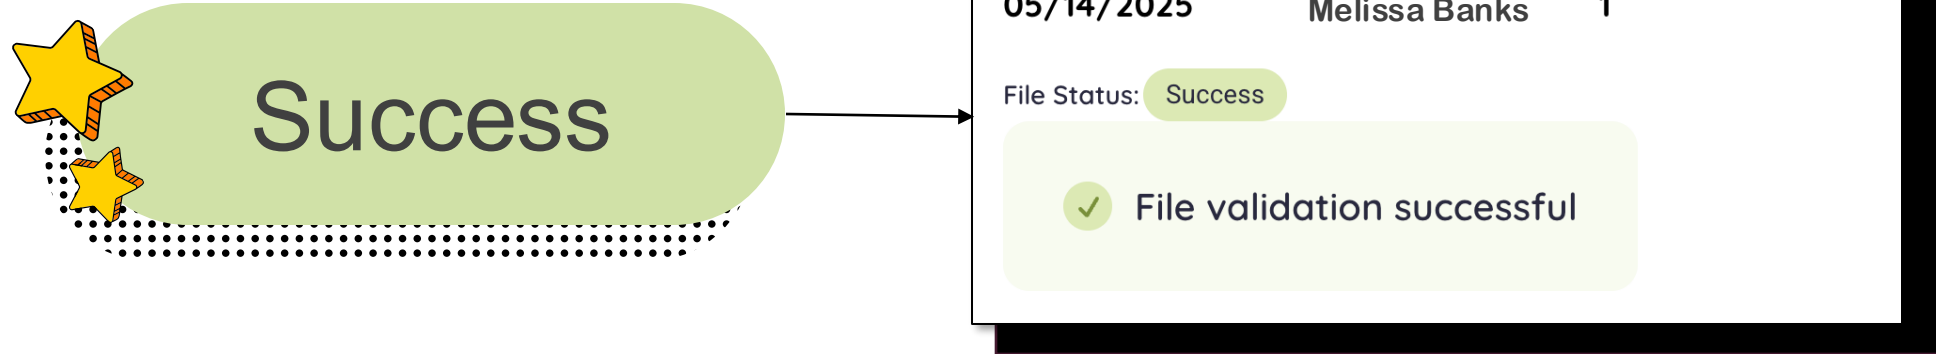 Success
05/14/2025 Melissa Banks 1
File Status: Success
File validation successful